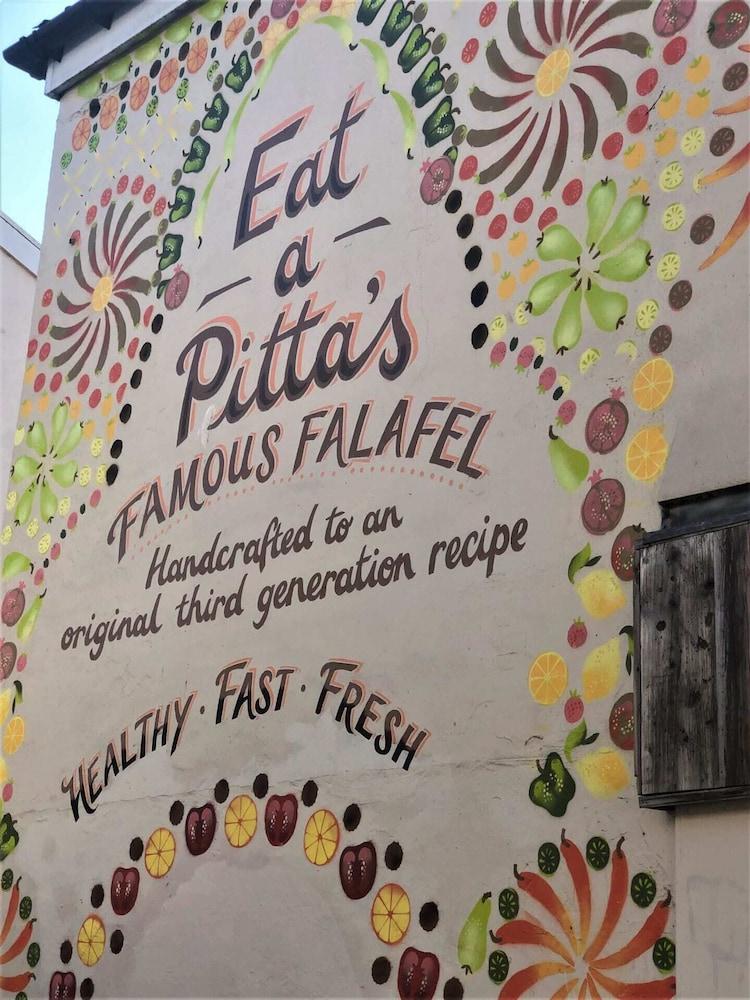 Eat
a
Pitta's
FAMOUS FALAFEL
Handcrafted to an
original third generation recipe
HEALTHY · FAST · FRESH